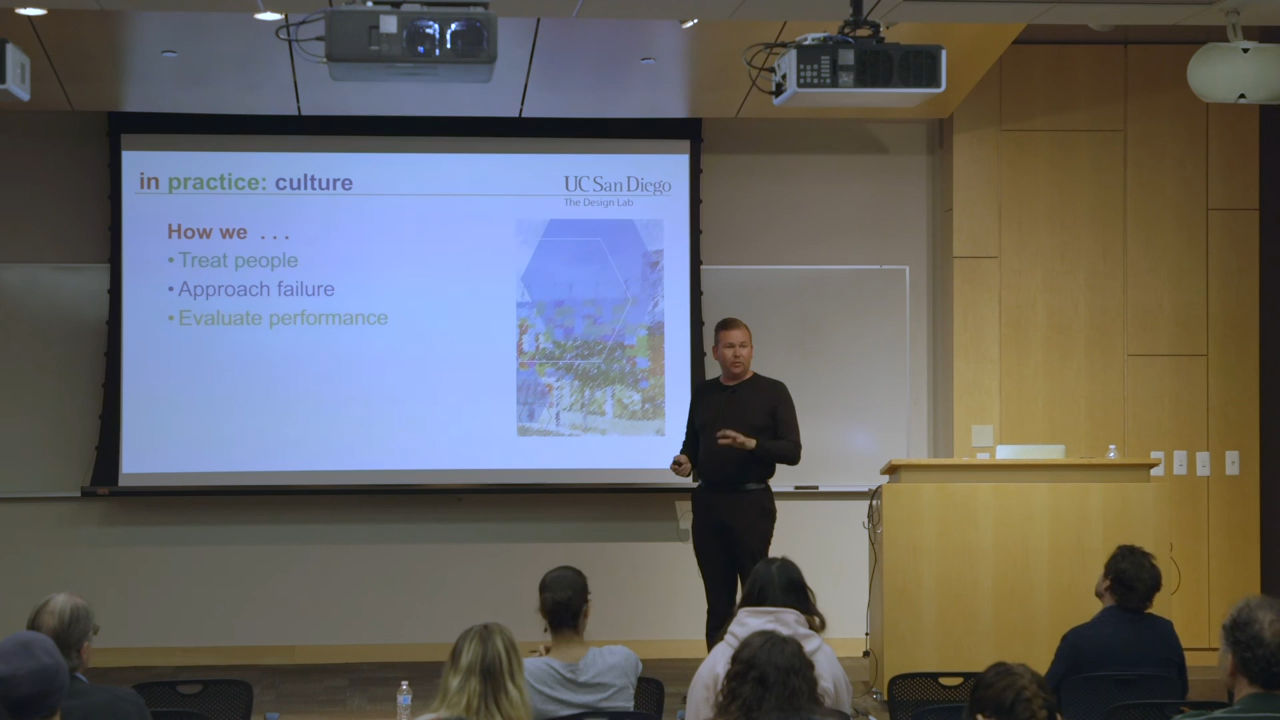 in practice: culture
UC San Diego
The Design Lab
How we . . .
• Treat people
• Approach failure
• Evaluate performance